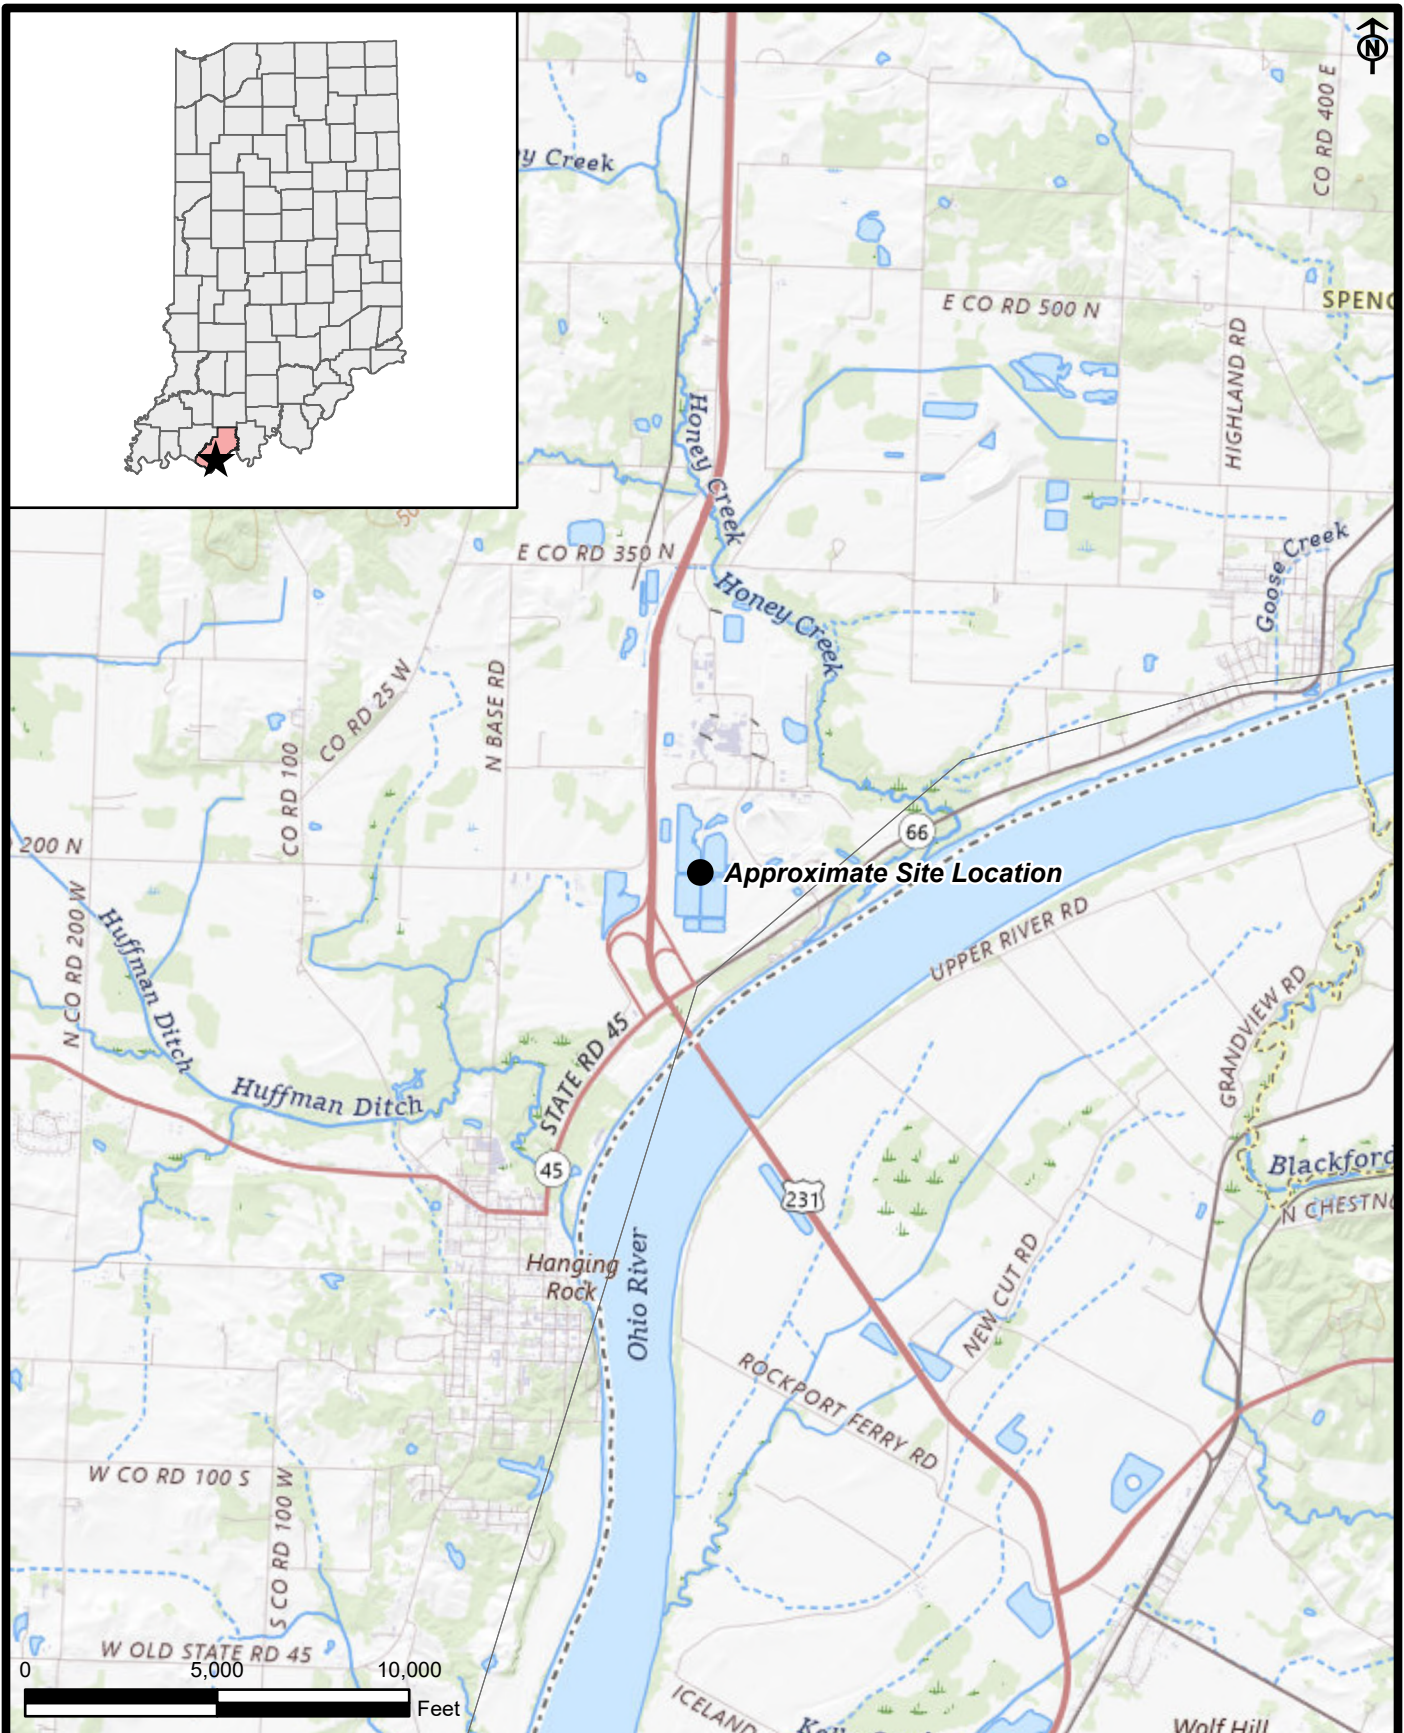 N
CO RD 400 E
y Creek
E CO RD 500 N
SPENC
HIGHLAND RD
Honey Creek
50
E CO RD 350 N
Goose Creek
Honey Creek
CO RD 25 W
N BASE RD
CO RD 100
66
200 N
Approximate Site Location
N CO RD 200 W
Huffman Ditch
UPPER RIVER RD
GRANDVIEW RD
STATE RD 45
Huffman Ditch
45
Blackford
231
N CHESTN
Hanging
Rock
Ohio River
NEW CUT RD
ROCKPORT FERRY RD
W CO RD 100 S
S CO RD 100 W
W OLD STATE RD 45
0 5,000 10,000
Feet
ICELAND
Wolf Hill